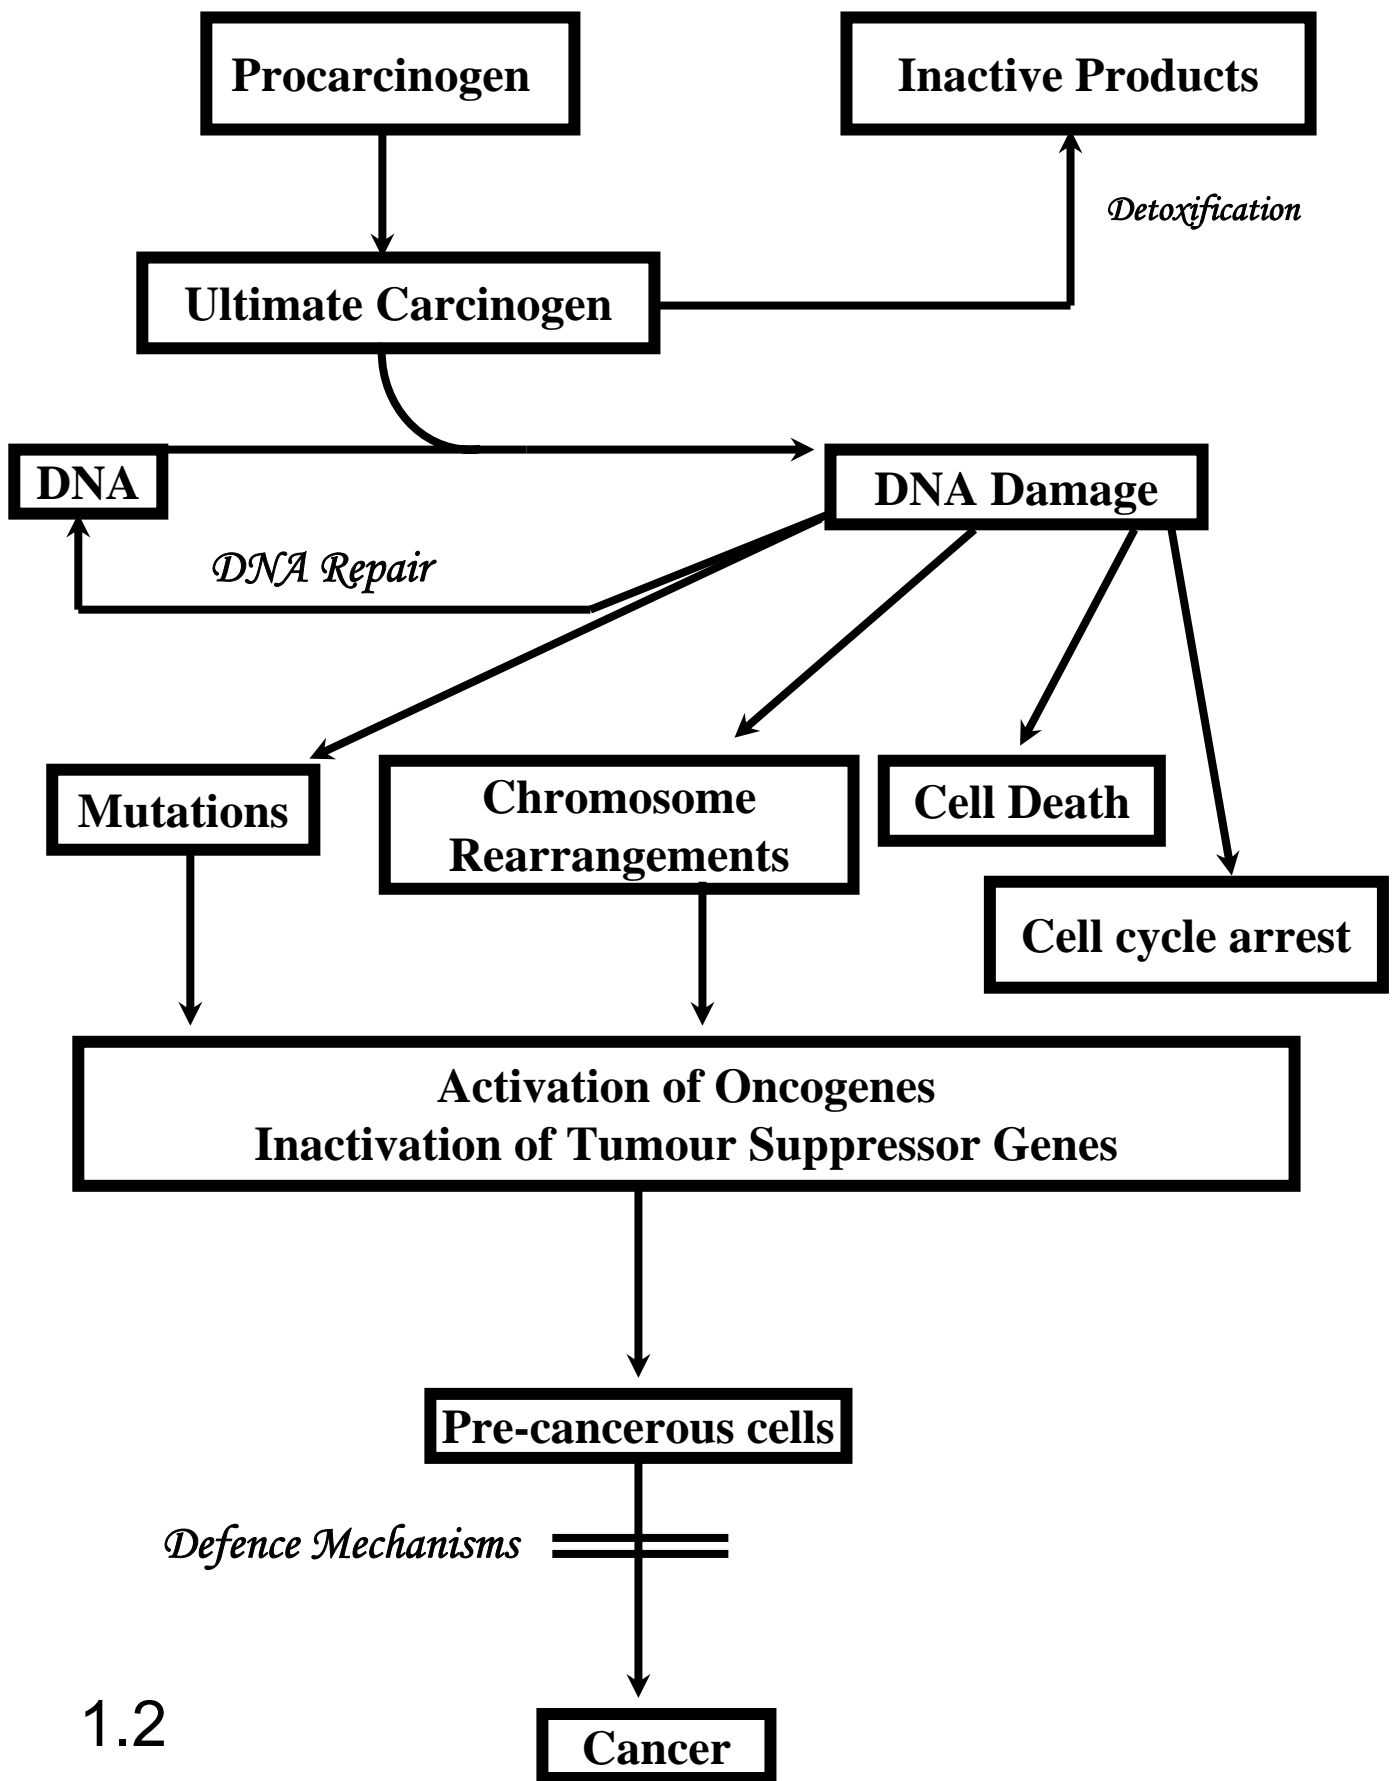 Procarcinogen
Inactive Products
Detoxification
Ultimate Carcinogen
DNA
DNA Damage
DNA Repair
Mutations
Chromosome
Rearrangements
Cell Death
Cell cycle arrest
Activation of Oncogenes
Inactivation of Tumour Suppressor Genes
Pre-cancerous cells
Defence Mechanisms
1.2
Cancer